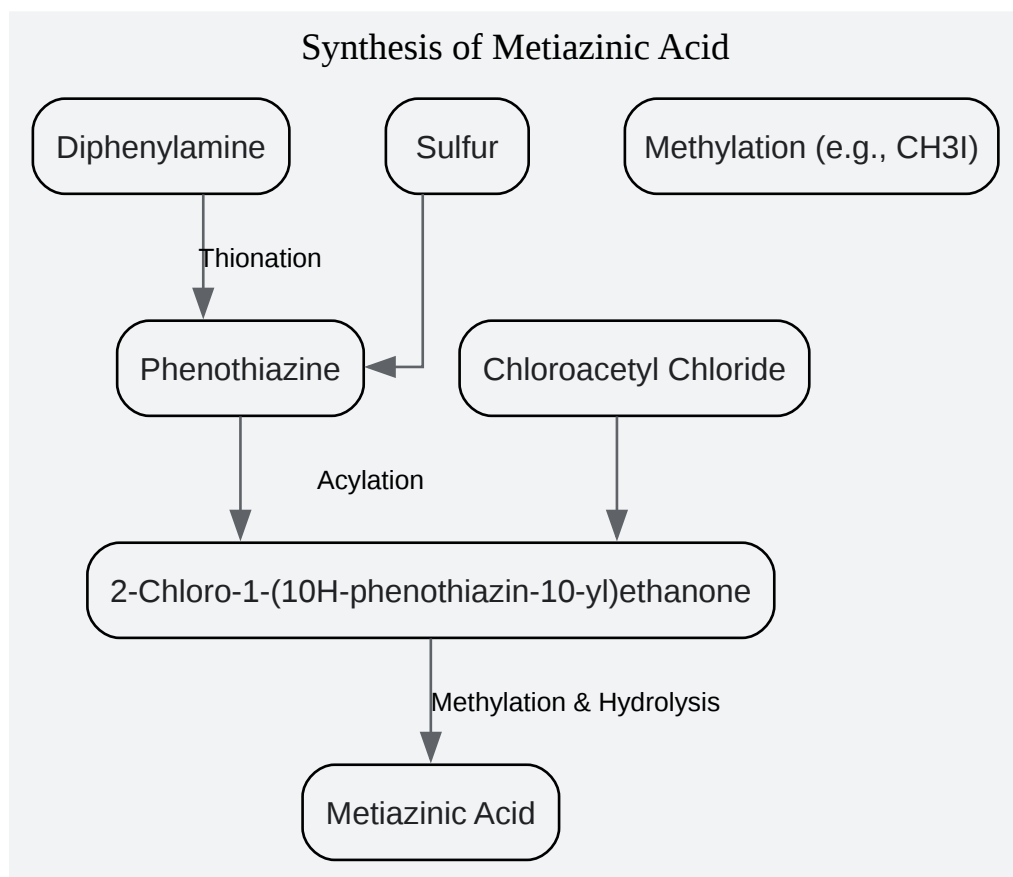 Synthesis of Metiazinic Acid
Diphenylamine
Sulfur
Methylation (e.g., CH3I)
Thionation
Phenothiazine
Chloroacetyl Chloride
Acylation
2-Chloro-1-(10H-phenothiazin-10-yl)ethanone
Methylation & Hydrolysis
Metiazinic Acid